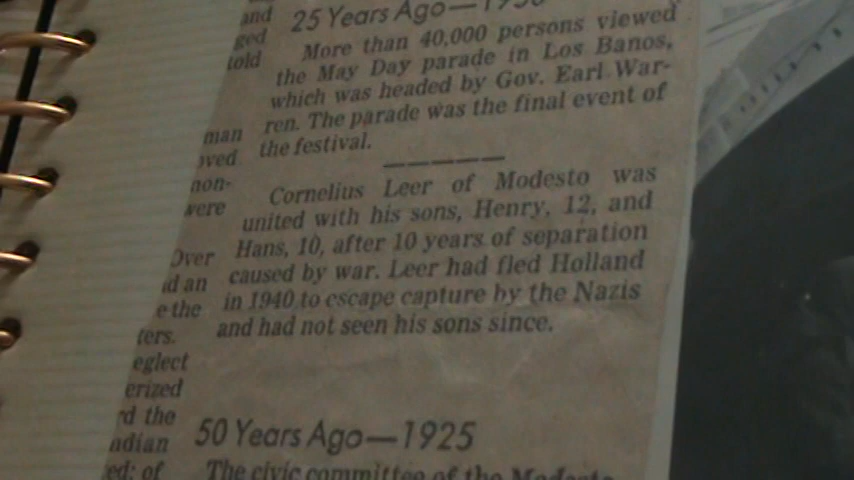 and
ged
told
man
oved
non-
were
Over
id an
e the
ters.
eglect
erized
rd the
ndian
ed: of
25 Years Ago—1950
More than 40,000 persons viewed
the May Day parade in Los Banos,
which was headed by Gov. Earl War-
ren. The parade was the final event of
the festival.
Cornelius Leer of Modesto was
united with his sons, Henry, 12, and
Hans, 10, after 10 years of separation
caused by war. Leer had fled Holland
in 1940 to escape capture by the Nazis
and had not seen his sons since.
50 Years Ago—1925
The civic committee of the Modesto